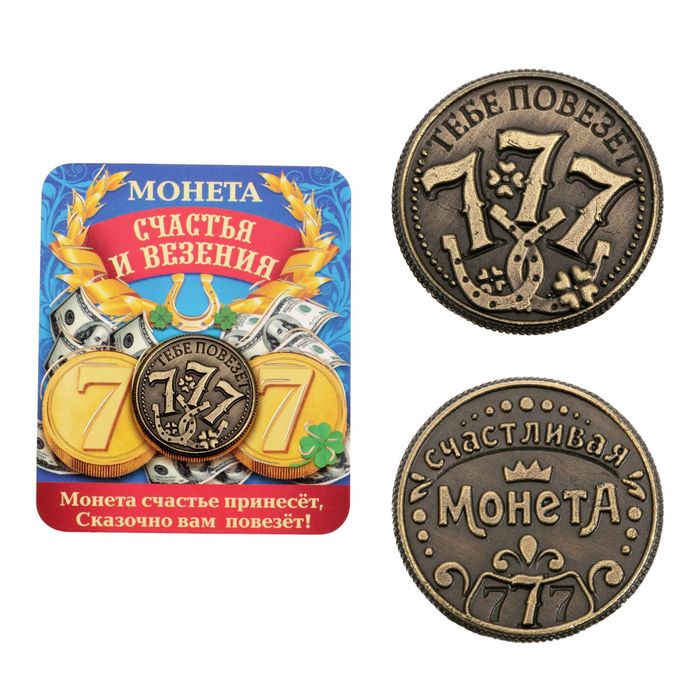 МОНЕТА
СЧАСТЬЯ
И ВЕЗЕНИЯ
7
ТЕБЕ ПОВЕЗЕТ
777
7
Монета счастье принесёт,
Сказочно вам повезёт!
ТЕБЕ ПОВЕЗЕТ
777
СЧАСТЛИВАЯ
МОНЕТА
777